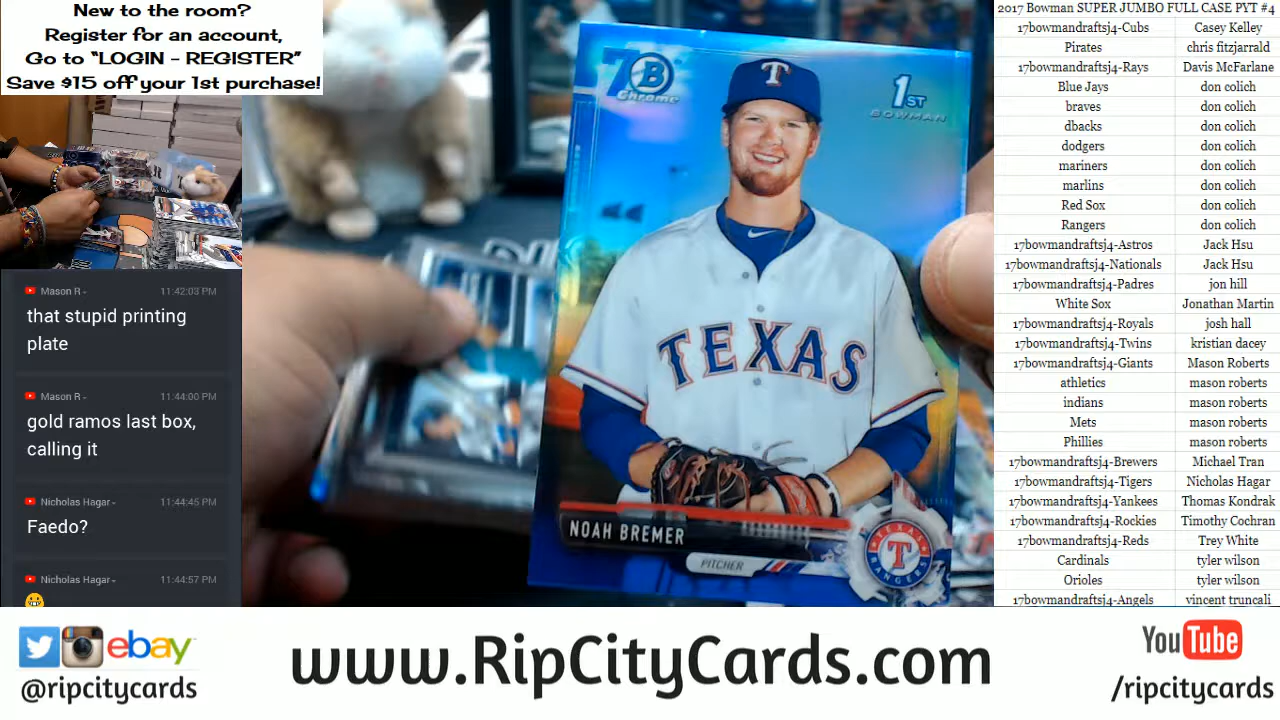 New to the room?
Register for an account,
Go to “LOGIN - REGISTER”
Save $15 off your 1st purchase!
Mason R
11:42:03 PM
that stupid printing
plate
Mason R
11:44:00 PM
gold ramos last box,
calling it
Nicholas Hagar
11:44:45 PM
Faedo?
Nicholas Hagar
11:44:57 PM
B
Chrome
1ST
BOWMAN
T
TEXAS
NOAH BREMER
PITCHER
TEXAS
T
RANGERS
2017 Bowman SUPER JUMBO FULL CASE PYT #4
17bowmandraftsj4-Cubs Casey Kelley
Pirates chris fitzjarrald
17bowmandraftsj4-Rays Davis McFarlane
Blue Jays don colich
braves don colich
dbacks don colich
dodgers don colich
mariners don colich
marlins don colich
Red Sox don colich
Rangers don colich
17bowmandraftsj4-Astros Jack Hsu
17bowmandraftsj4-Nationals Jack Hsu
17bowmandraftsj4-Padres jon hill
White Sox Jonathan Martin
17bowmandraftsj4-Royals josh hall
17bowmandraftsj4-Twins kristian dacey
17bowmandraftsj4-Giants Mason Roberts
athletics mason roberts
indians mason roberts
Mets mason roberts
Phillies mason roberts
17bowmandraftsj4-Brewers Michael Tran
17bowmandraftsj4-Tigers Nicholas Hagar
17bowmandraftsj4-Yankees Thomas Kondrak
17bowmandraftsj4-Rockies Timothy Cochran
17bowmandraftsj4-Reds Trey White
Cardinals tyler wilson
Orioles tyler wilson
17bowmandraftsj4-Angels vincent truncali
ebay
@ripcitycards
www.RipCityCards.com
YouTube
/ripcitycards